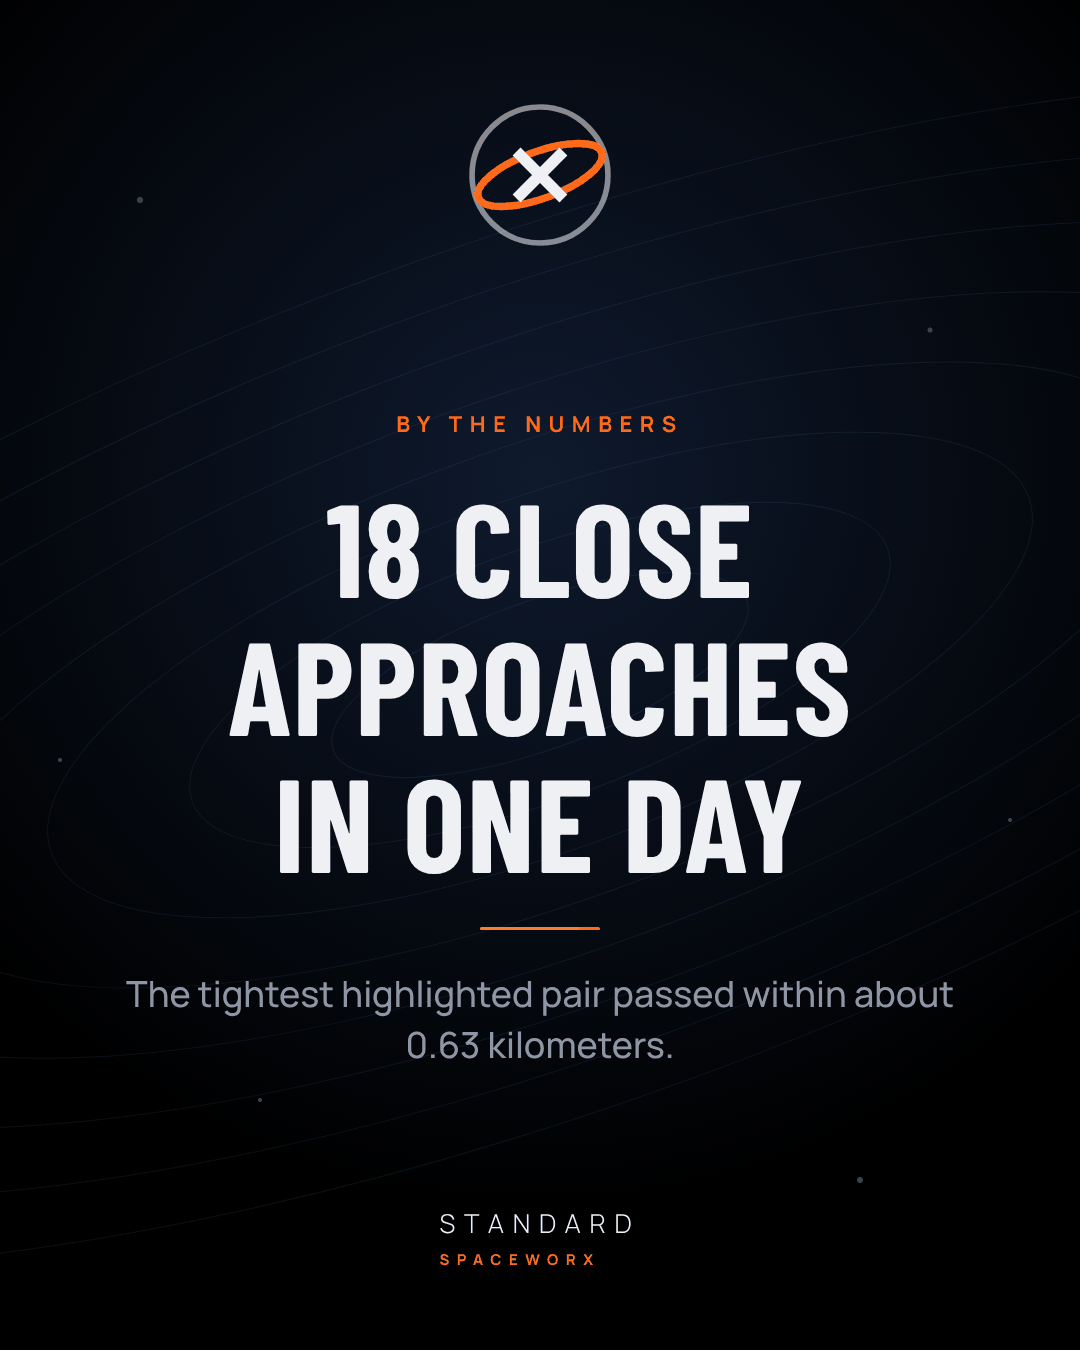 BY THE NUMBERS
18 CLOSE
APPROACHES
IN ONE DAY
The tightest highlighted pair passed within about
0.63 kilometers.
STANDARD
SPACEWORX